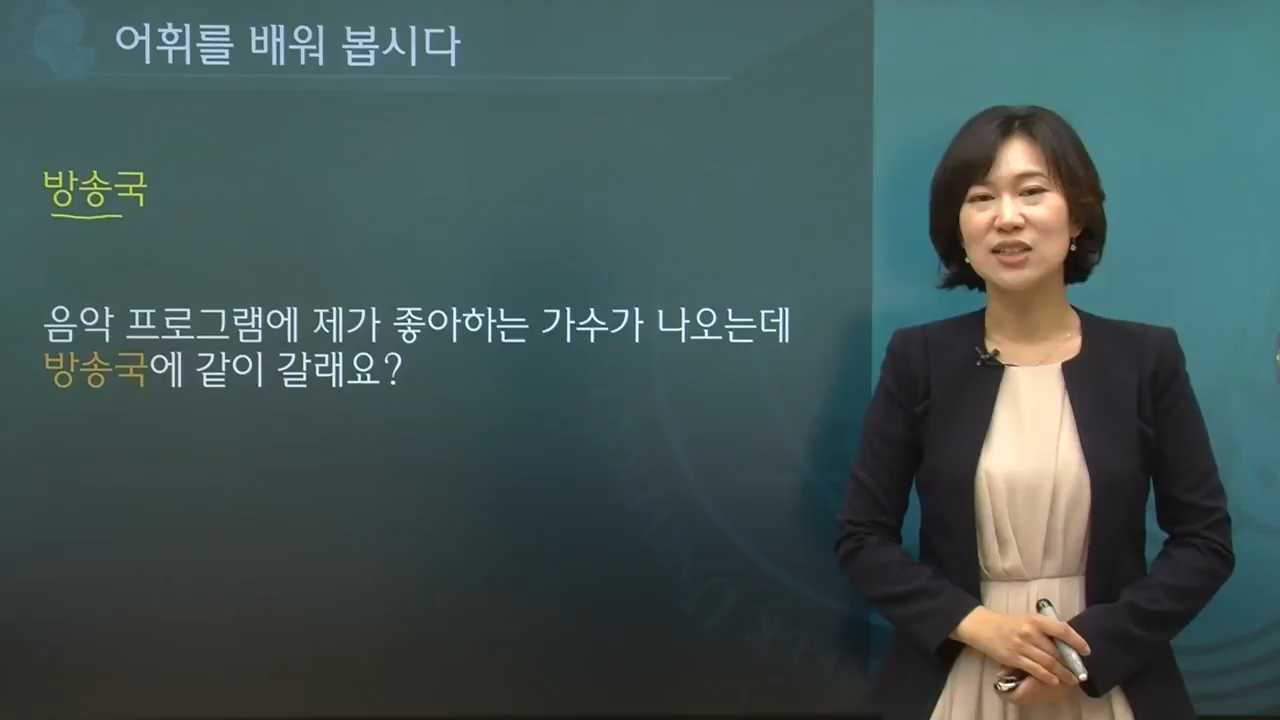 어휘를 배워 봅시다
방송국
음악 프로그램에 제가 좋아하는 가수가 나오는데
방송국에 같이 갈래요?